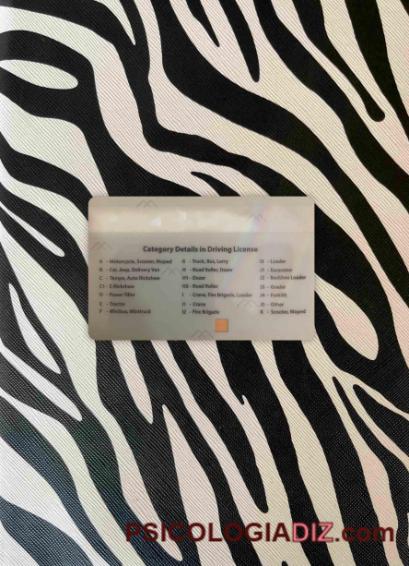 Category Details in Driving License
A - Motorcycle, Scooter, Moped
B - Car, Jeep, Delivery Van
C - Tempo, Auto Rickshaw
C1 - E-Rickshaw
D - Power Tiller
E - Tractor
F - Minibus, Minitruck
G - Truck, Bus, Lorry
H - Road Roller, Dozer
H1 - Dozer
H2 - Road Roller
I - Crane, Fire Brigade, Loader
I1 - Crane
I2 - Fire Brigade
I3 - Loader
J1 - Excavator
J2 - Backhoe Loader
J3 - Grader
J4 - Forklift
J5 - Other
K - Scooter, Moped
PSICOLOGIADIZ.com